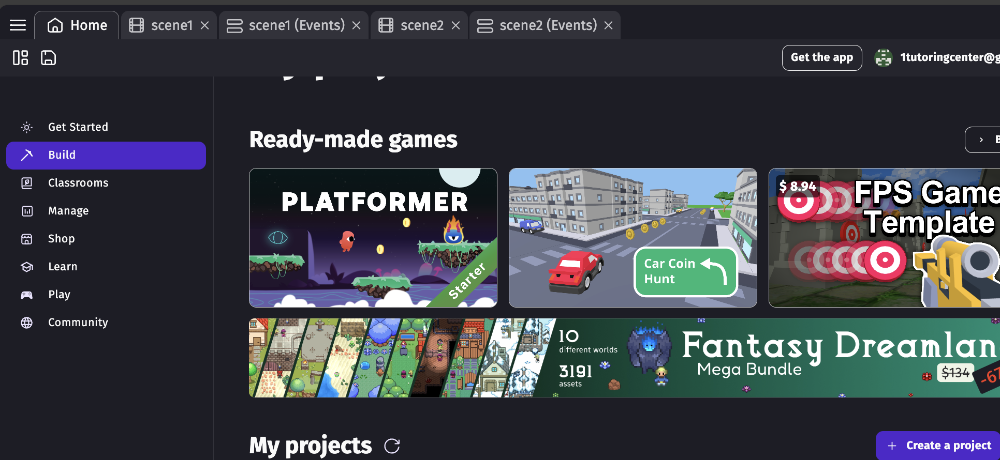 Home
scene1
scene1 (Events)
scene2
scene2 (Events)
Get the app
1tutoringcenter@g
Get Started
Build
Classrooms
Manage
Shop
Learn
Play
Community
Ready-made games
PLATFORMER
Starter
Car Coin
Hunt
$ 8.94
FPS Game
Template
10
different worlds
3191
assets
Fantasy Dreamlan
Mega Bundle
$134
-67
My projects
Create a project